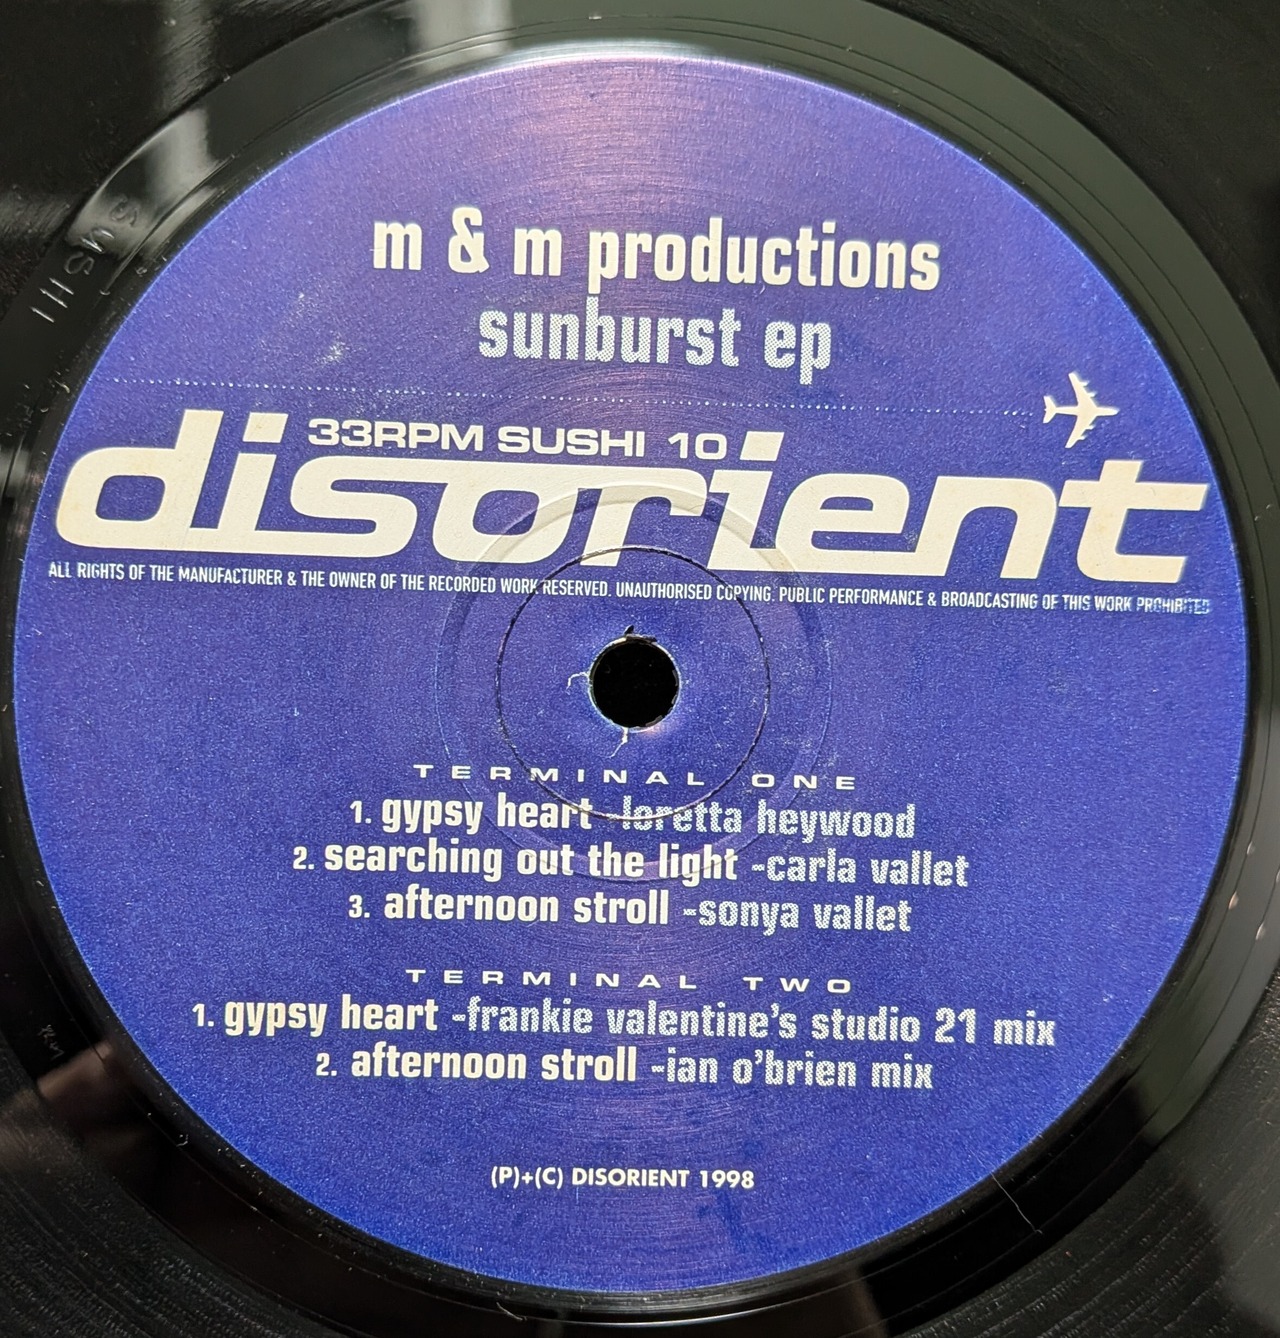 m & m productions
sunburst ep
33RPM SUSHI 10
disorient
ALL RIGHTS OF THE MANUFACTURER & THE OWNER OF THE RECORDED WORK RESERVED. UNAUTHORISED COPYING, PUBLIC PERFORMANCE & BROADCASTING OF THIS WORK PROHIBITED
TERMINAL ONE
1. gypsy heart -loretta heywood
2. searching out the light -carla vallet
3. afternoon stroll -sonya vallet
TERMINAL TWO
1. gypsy heart -frankie valentine's studio 21 mix
2. afternoon stroll -ian o'brien mix
(P)+(C) DISORIENT 1998